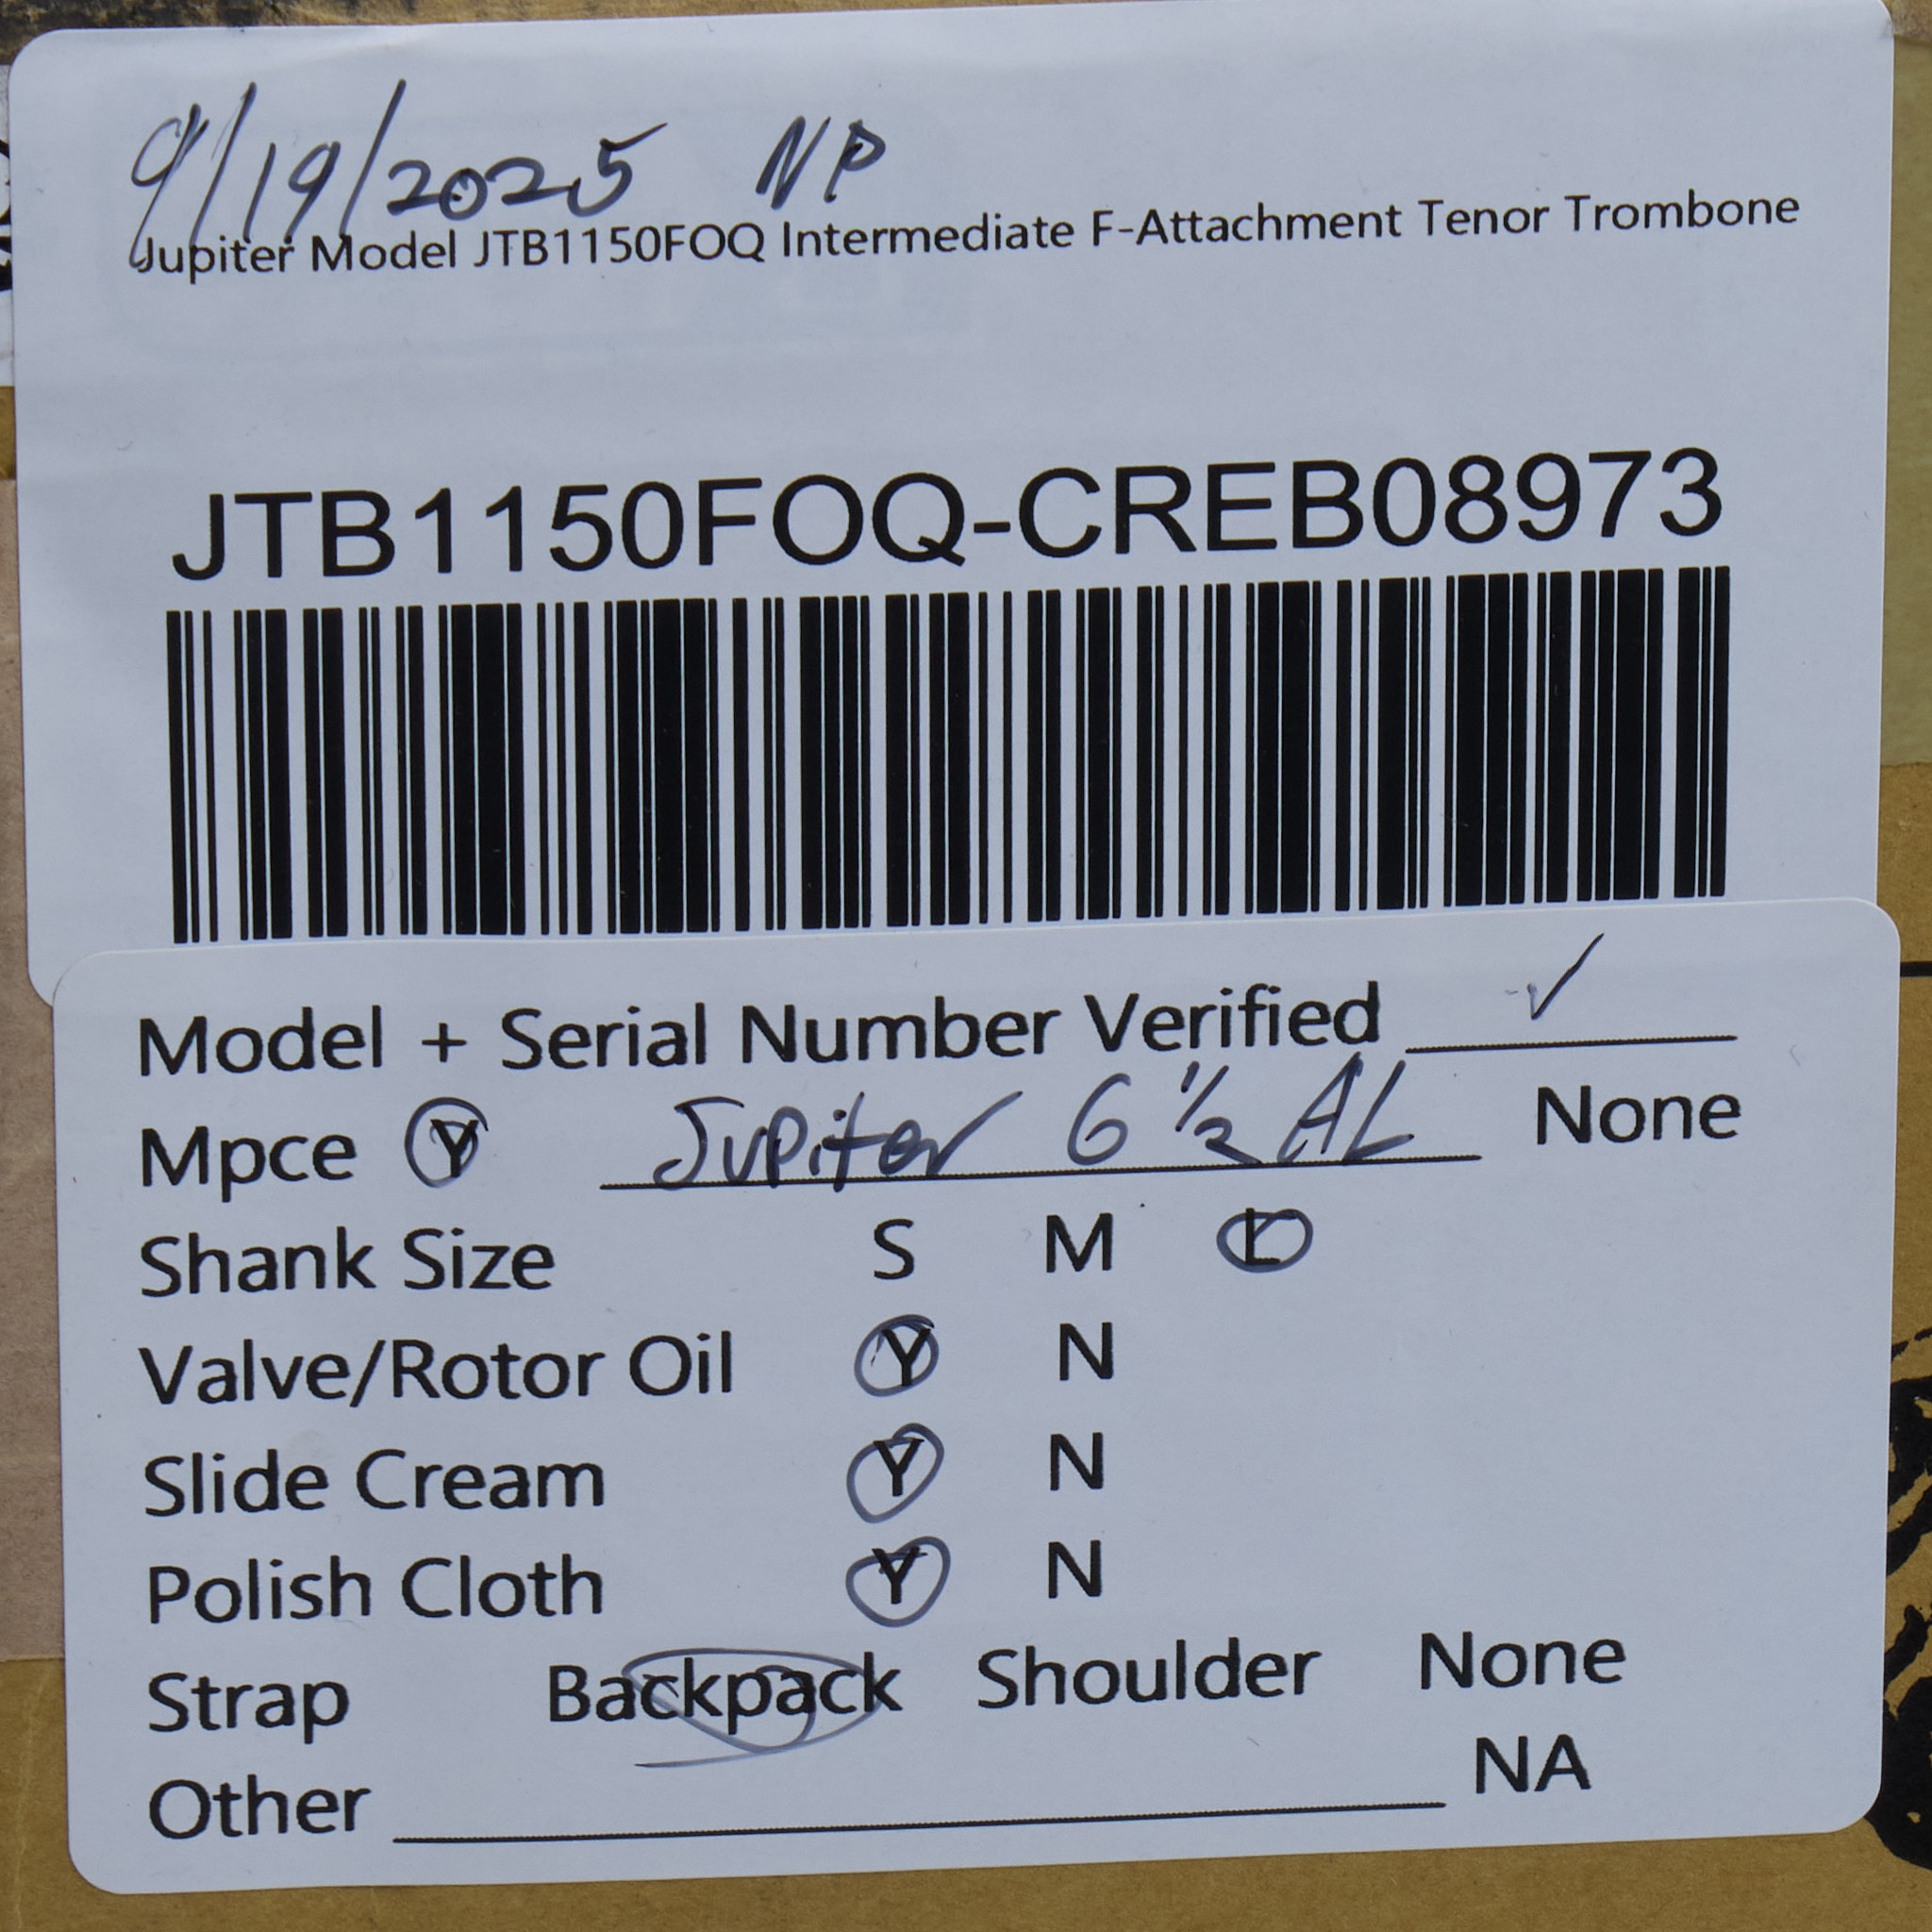 9/19/2025 NP
Jupiter Model JTB1150FOQ Intermediate F-Attachment Tenor Trombone
JTB1150FOQ-CREB08973
Model + Serial Number Verified ✓
Mpce Y Jupiter 6 1/2 AL None
Shank Size S M L
Valve/Rotor Oil Y N
Slide Cream Y N
Polish Cloth Y N
Strap Backpack Shoulder None
Other NA